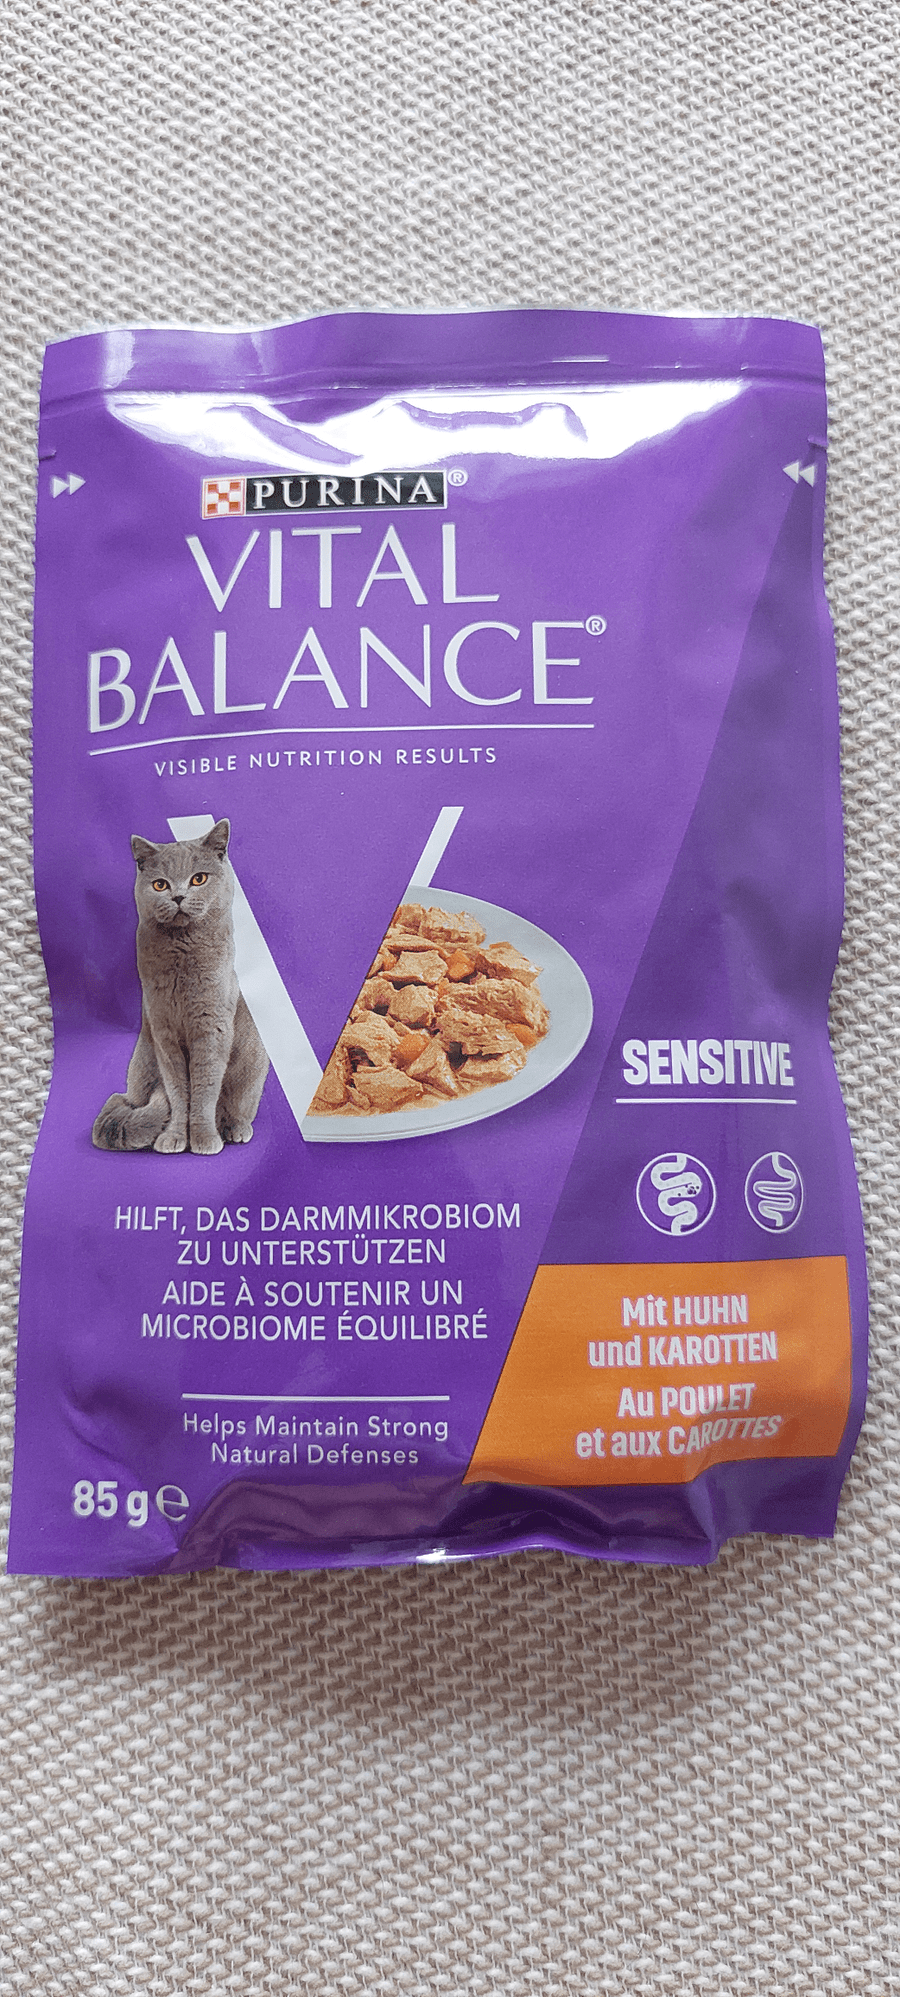 PURINA®
VITAL
BALANCE®
VISIBLE NUTRITION RESULTS
SENSITIVE
HILFT, DAS DARMMIKROBIOM
ZU UNTERSTÜTZEN
AIDE À SOUTENIR UN
MICROBIOME ÉQUILIBRÉ
Mit HUHN
und KAROTTEN
Au POULET
et aux CAROTTES
Helps Maintain Strong
Natural Defenses
85 g ℮